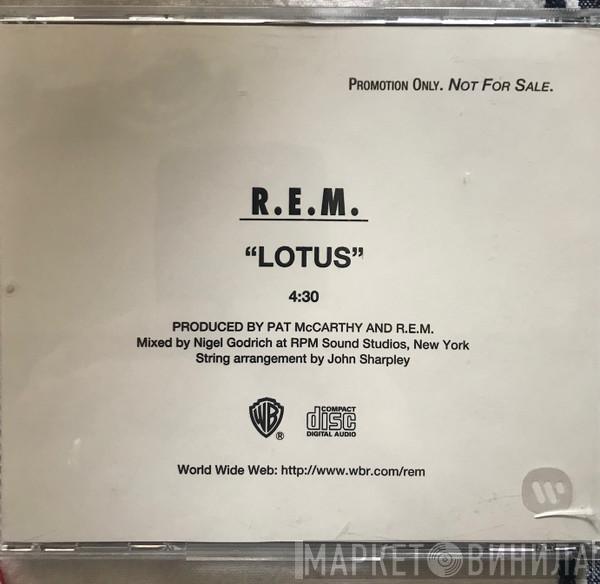 PROMOTION ONLY. NOT FOR SALE.
R.E.M.
“LOTUS”
4:30
PRODUCED BY PAT McCARTHY AND R.E.M.
Mixed by Nigel Godrich at RPM Sound Studios, New York
String arrangement by John Sharpley
WB
®
COMPACT
disc
DIGITAL AUDIO
World Wide Web: http://www.wbr.com/rem
МАРКЕТ ВИНИЛА